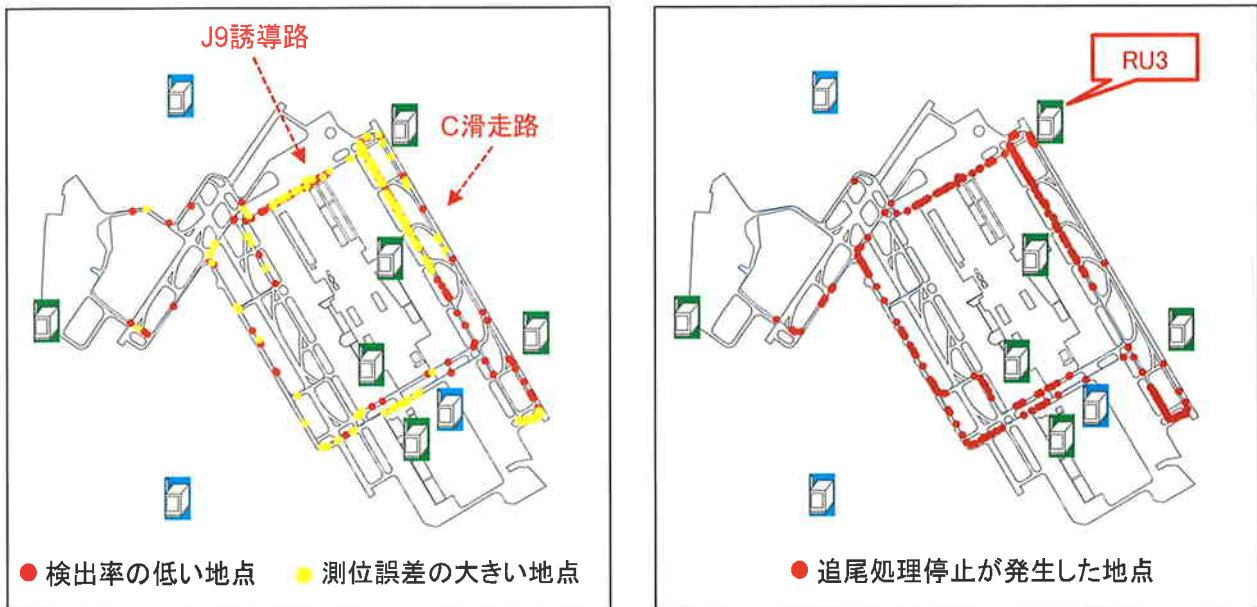 J9誘導路
C滑走路
検出率の低い地点
測位誤差の大きい地点
RU3
追尾処理停止が発生した地点